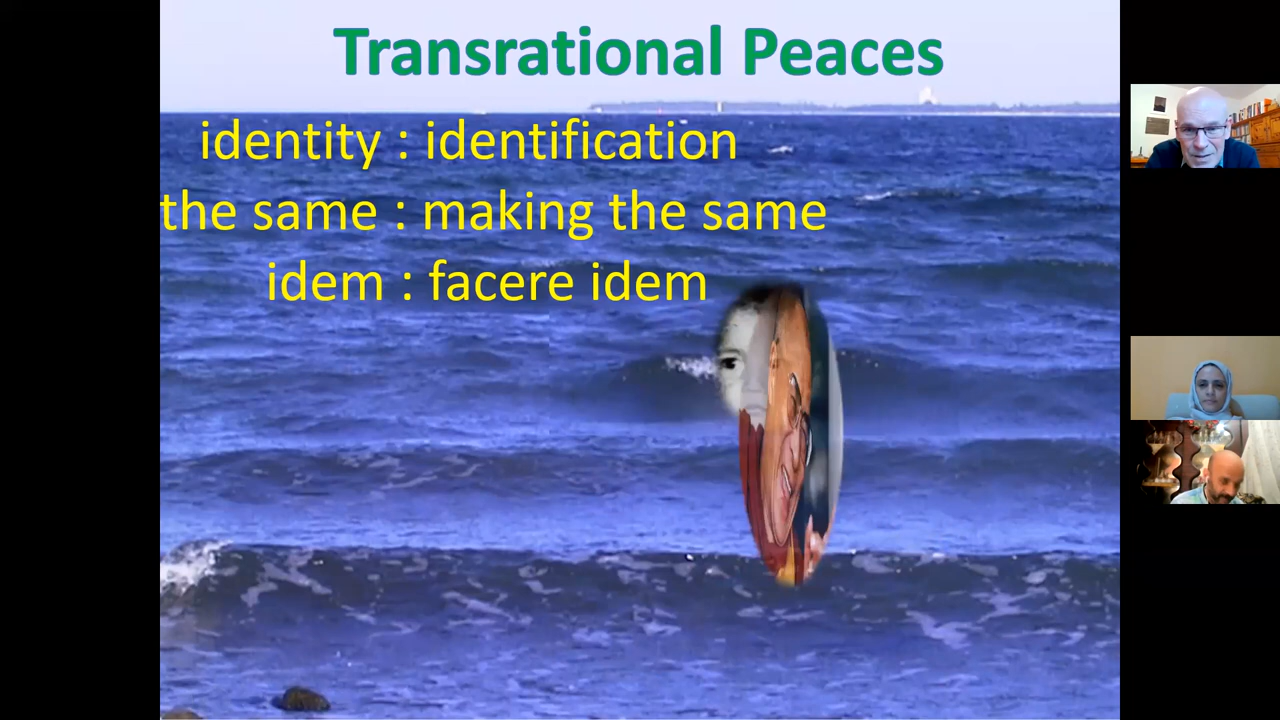 Transrational Peaces
identity : identification
the same : making the same
idem : facere idem